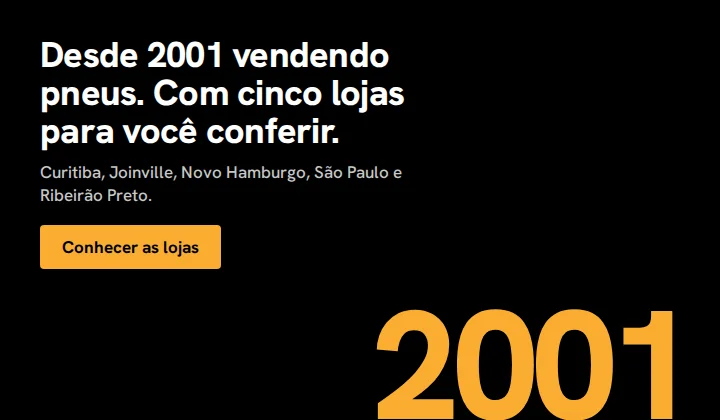 Desde 2001 vendendo
pneus. Com cinco lojas
para você conferir.
Curitiba, Joinville, Novo Hamburgo, São Paulo e
Ribeirão Preto.
Conhecer as lojas
2001